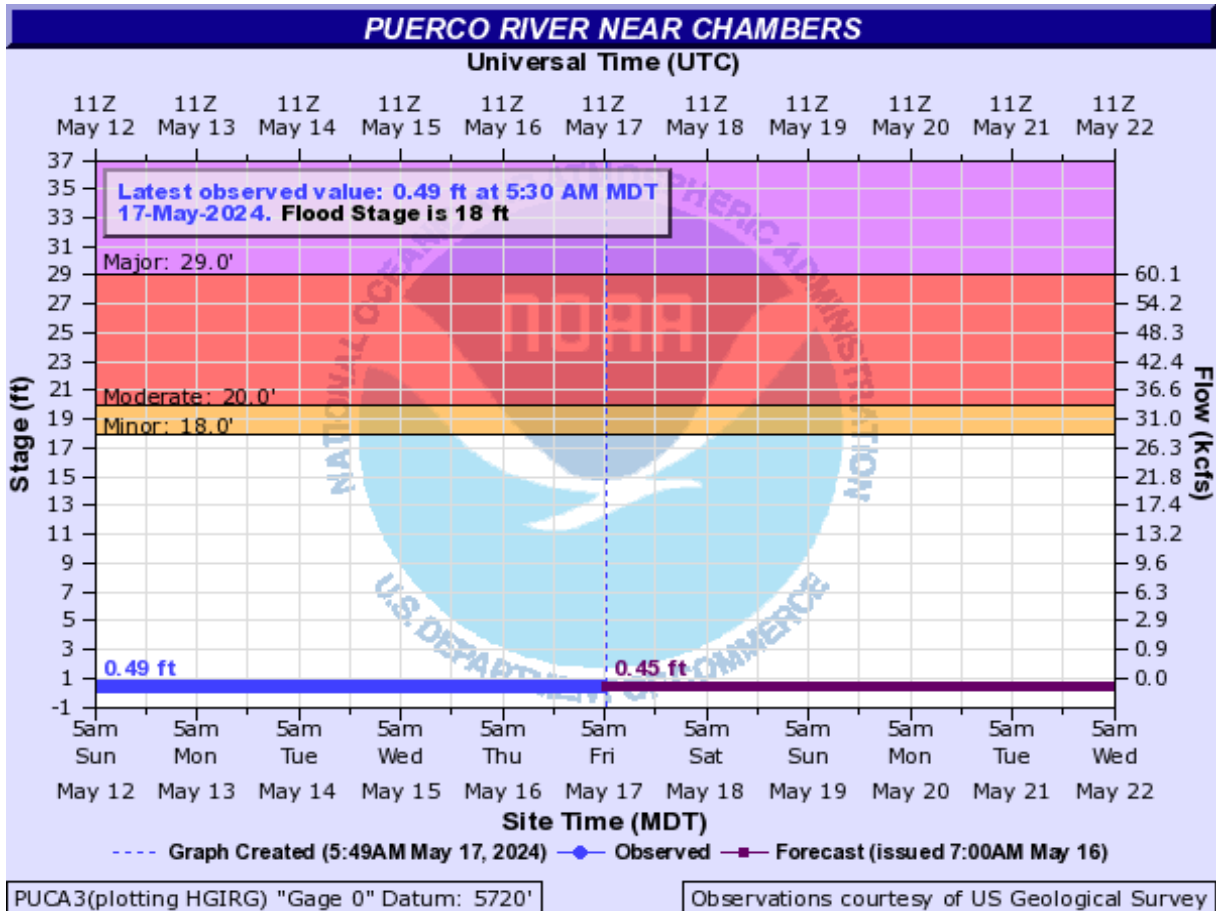 PUERCO RIVER NEAR CHAMBERS
Universal Time (UTC)
11Z 11Z 11Z 11Z 11Z 11Z 11Z 11Z 11Z 11Z 11Z
May 12 May 13 May 14 May 15 May 16 May 17 May 18 May 19 May 20 May 21 May 22
Latest observed value: 0.49 ft at 5:30 AM MDT
17-May-2024. Flood Stage is 18 ft
Stage (ft)
37
35
33
31
29
27
25
23
21
19
17
15
13
11
9
7
5
3
1
-1
Major: 29.0'
Moderate: 20.0'
Minor: 18.0'
NATIONAL OCEANIC AND ATMOSPHERIC ADMINISTRATION
NOAA
U.S. DEPARTMENT OF COMMERCE
0.49 ft
0.45 ft
60.1
54.2
48.3
42.4
36.6
31.0
26.3
21.8
17.4
13.2
9.6
6.3
2.9
0.9
0.0
Flow (kcfs)
5am 5am 5am 5am 5am 5am 5am 5am 5am 5am 5am
Sun Mon Tue Wed Thu Fri Sat Sun Mon Tue Wed
May 12 May 13 May 14 May 15 May 16 May 17 May 18 May 19 May 20 May 21 May 22
Site Time (MDT)
Graph Created (5:49AM May 17, 2024) Observed Forecast (issued 7:00AM May 16)
PUCA3(plotting HGIRG) "Gage 0" Datum: 5720'
Observations courtesy of US Geological Survey